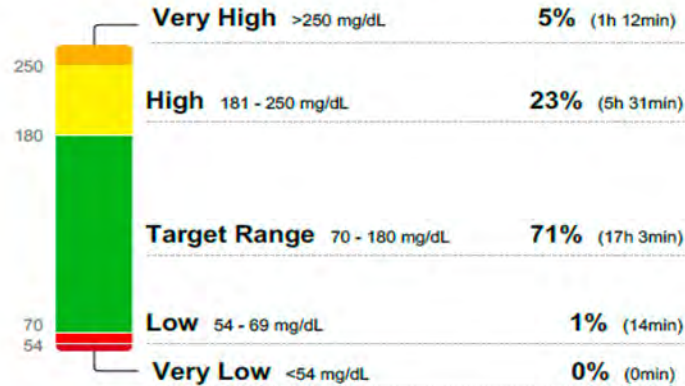 Very High >250 mg/dL 5% (1h 12min)
250
High 181 - 250 mg/dL 23% (5h 31min)
180
Target Range 70 - 180 mg/dL 71% (17h 3min)
70
Low 54 - 69 mg/dL 1% (14min)
54
Very Low <54 mg/dL 0% (0min)